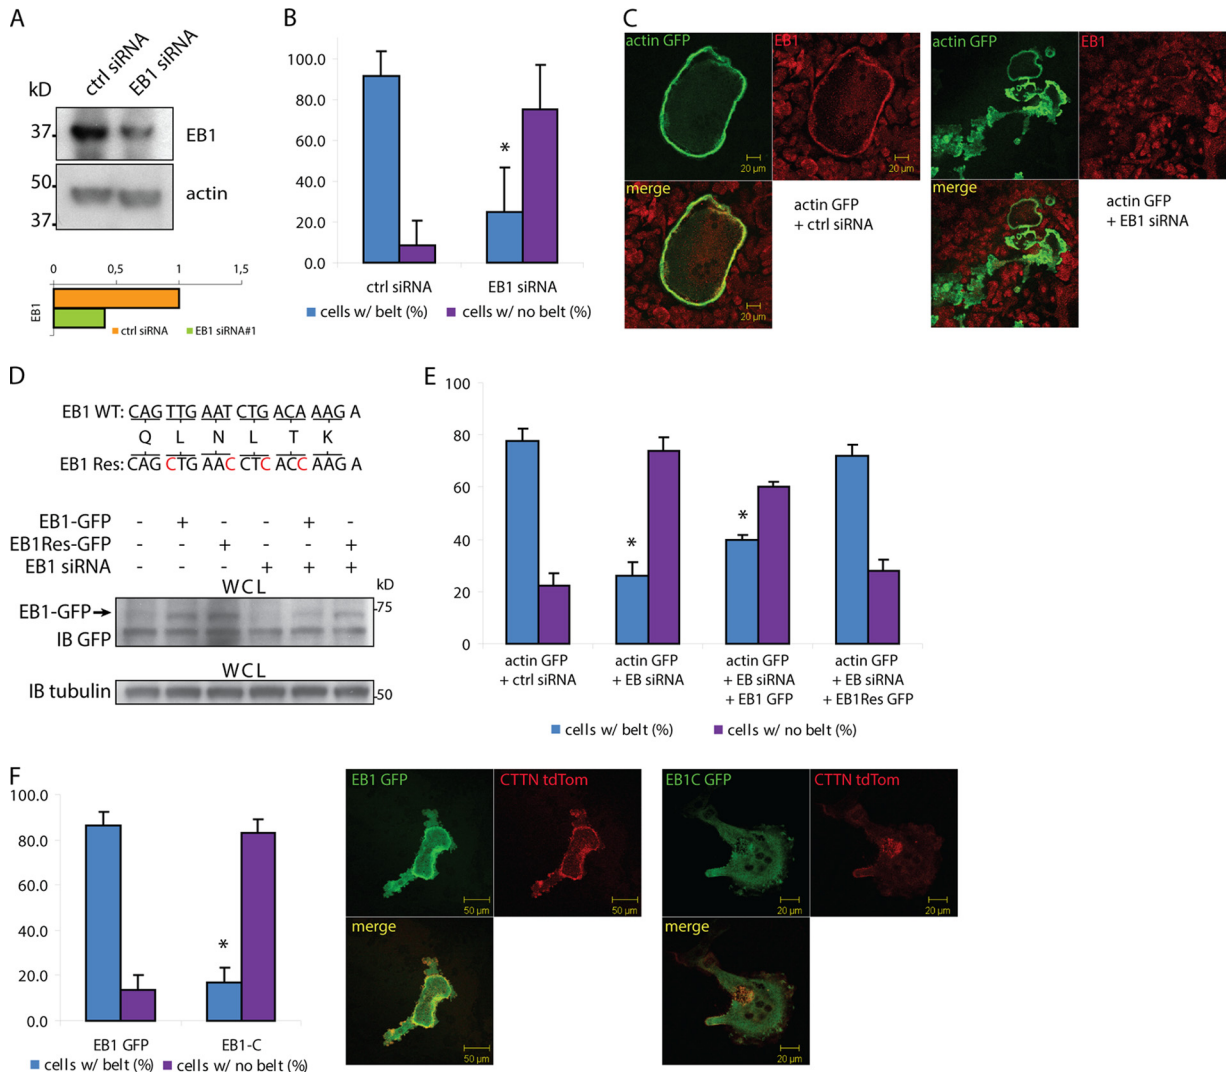 A
ctrl siRNA
EB1 siRNA
kD
37
EB1
50
37
actin
0 0,5 1 1,5
EB1
ctrl siRNA EB1 siRNA#1
B
100.0
80.0
60.0
40.0
20.0
0.0
*
ctrl siRNA EB1 siRNA
cells w/ belt (%) cells w/ no belt (%)
C
actin GFP
EB1
20 µm
20 µm
merge
20 µm
actin GFP
+ ctrl siRNA
actin GFP
EB1
20 µm
20 µm
merge
20 µm
actin GFP
+ EB1 siRNA
D
EB1 WT: CAG TTG AAT CTG ACA AAG A
Q L N L T K
EB1 Res: CAG CTG AAC CTC ACC AAG A
EB1-GFP - + - - + -
EB1Res-GFP - - + - - +
EB1 siRNA - - - + + +
WCL
kD
EB1-GFP
75
IB GFP
WCL
IB tubulin
50
E
100
80
60
40
20
0
*
*
actin GFP
+ ctrl siRNA
actin GFP
+ EB siRNA
actin GFP
+ EB siRNA
+ EB1 GFP
actin GFP
+ EB siRNA
+ EB1Res GFP
cells w/ belt (%) cells w/ no belt (%)
F
100.0
80.0
60.0
40.0
20.0
0.0
*
EB1 GFP EB1-C
cells w/ belt (%) cells w/ no belt (%)
EB1 GFP
CTTN tdTom
50 µm
50 µm
merge
50 µm
EB1C GFP
CTTN tdTom
20 µm
20 µm
merge
20 µm